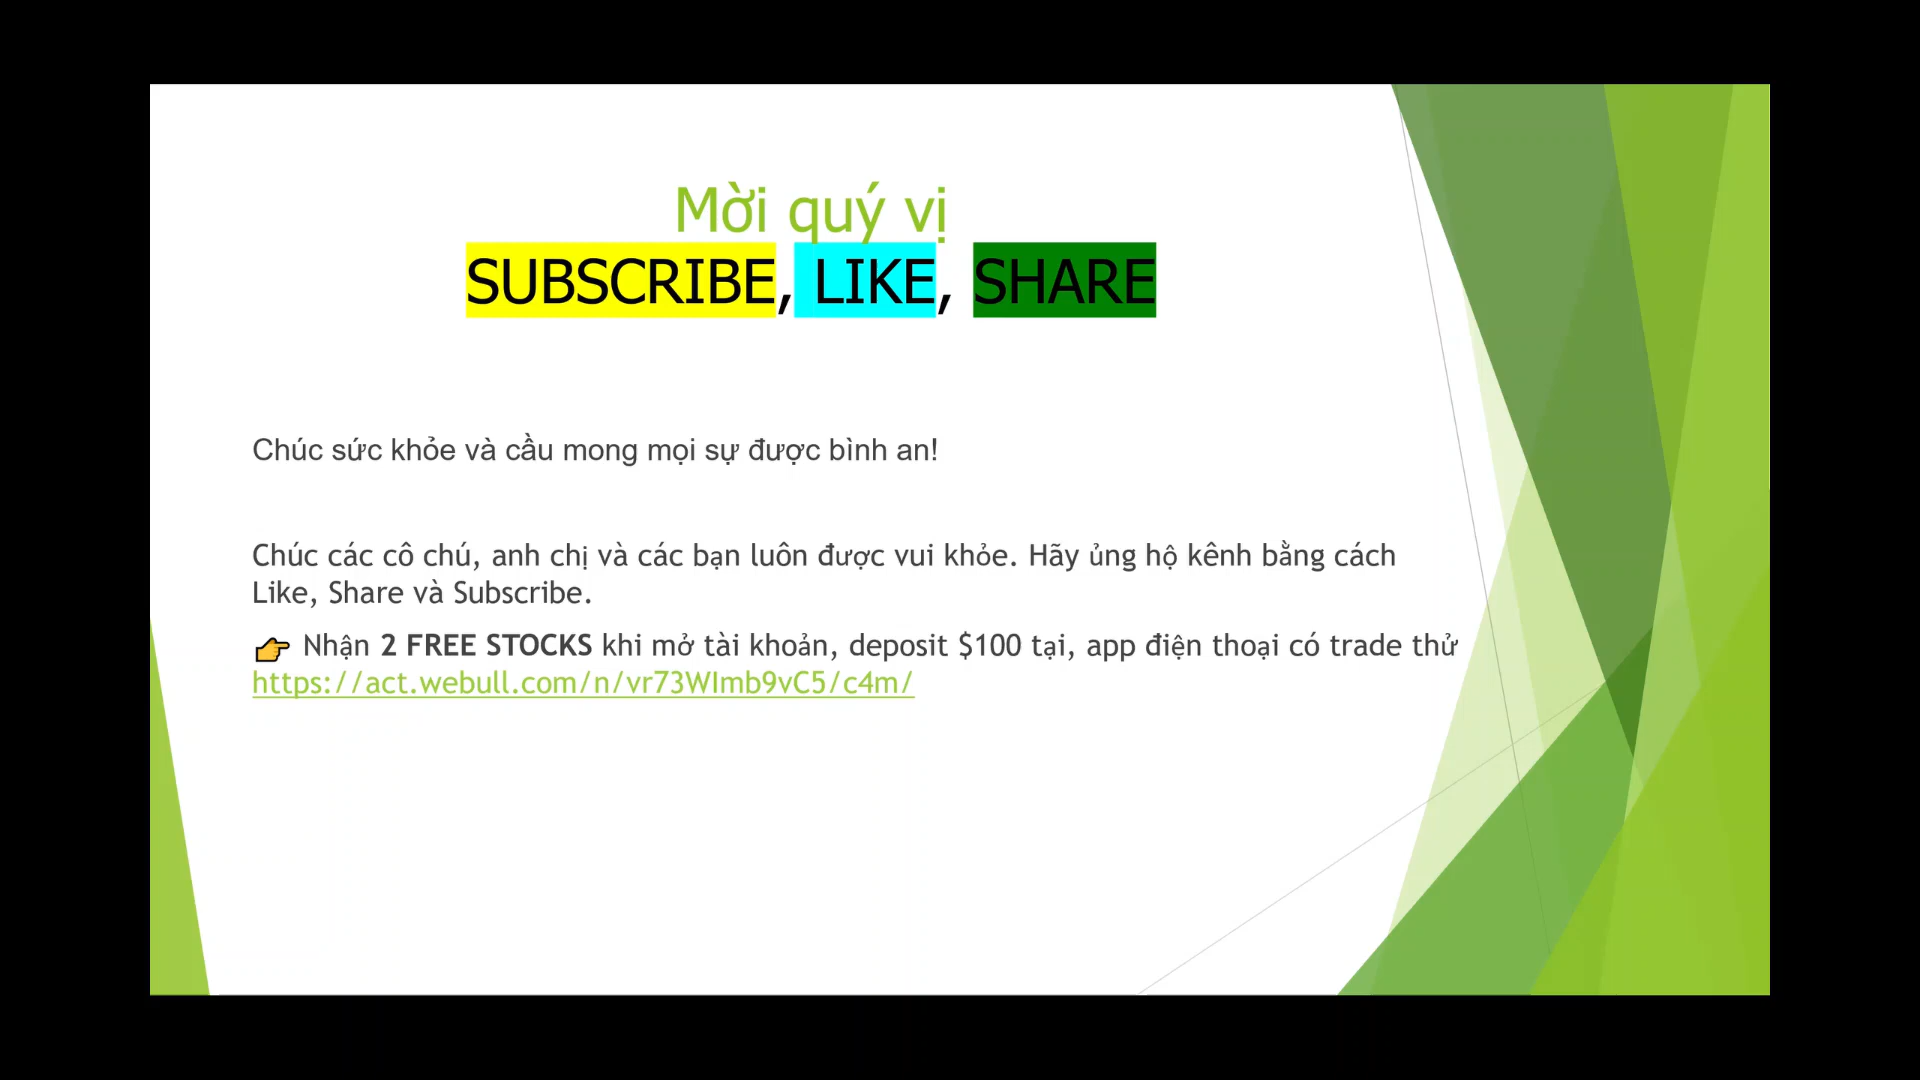 Mời quý vị
SUBSCRIBE, LIKE, SHARE
Chúc sức khỏe và cầu mong mọi sự được bình an!
Chúc các cô chú, anh chị và các bạn luôn được vui khỏe. Hãy ủng hộ kênh bằng cách
Like, Share và Subscribe.
👉 Nhận 2 FREE STOCKS khi mở tài khoản, deposit $100 tại, app điện thoại có trade thử
https://act.webull.com/n/vr73WImb9vC5/c4m/